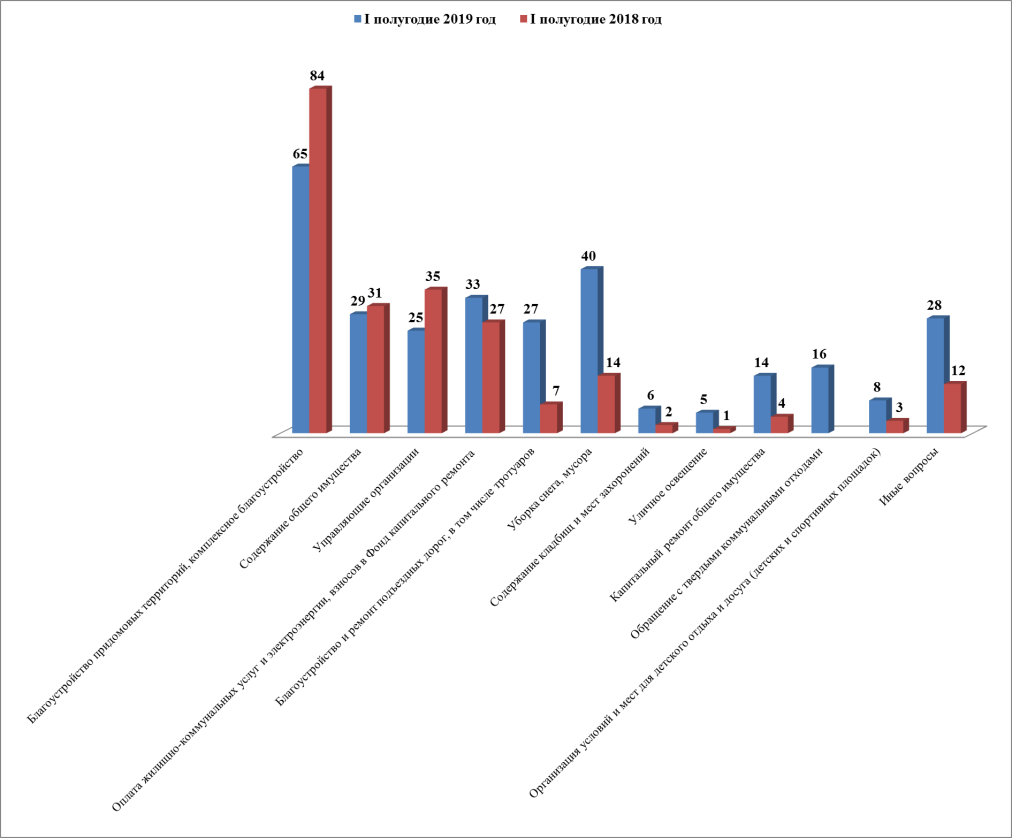 I полугодие 2019 год
I полугодие 2018 год
84
65
29
31
25
35
33
27
27
7
40
14
6
2
5
1
14
4
16
8
3
28
12
Благоустройство придомовых территорий, комплексное благоустройство
Содержание общего имущества
Управляющие организации
Оплата жилищно-коммунальных услуг и электроэнергии, взносов в Фонд капитального ремонта
Благоустройство и ремонт подъездных дорог, в том числе тротуаров
Уборка снега, мусора
Содержание кладбищ и мест захоронений
Уличное освещение
Капитальный ремонт общего имущества
Обращение с твердыми коммунальными отходами
Организация условий и мест для детского отдыха и досуга (детских и спортивных площадок)
Иные вопросы